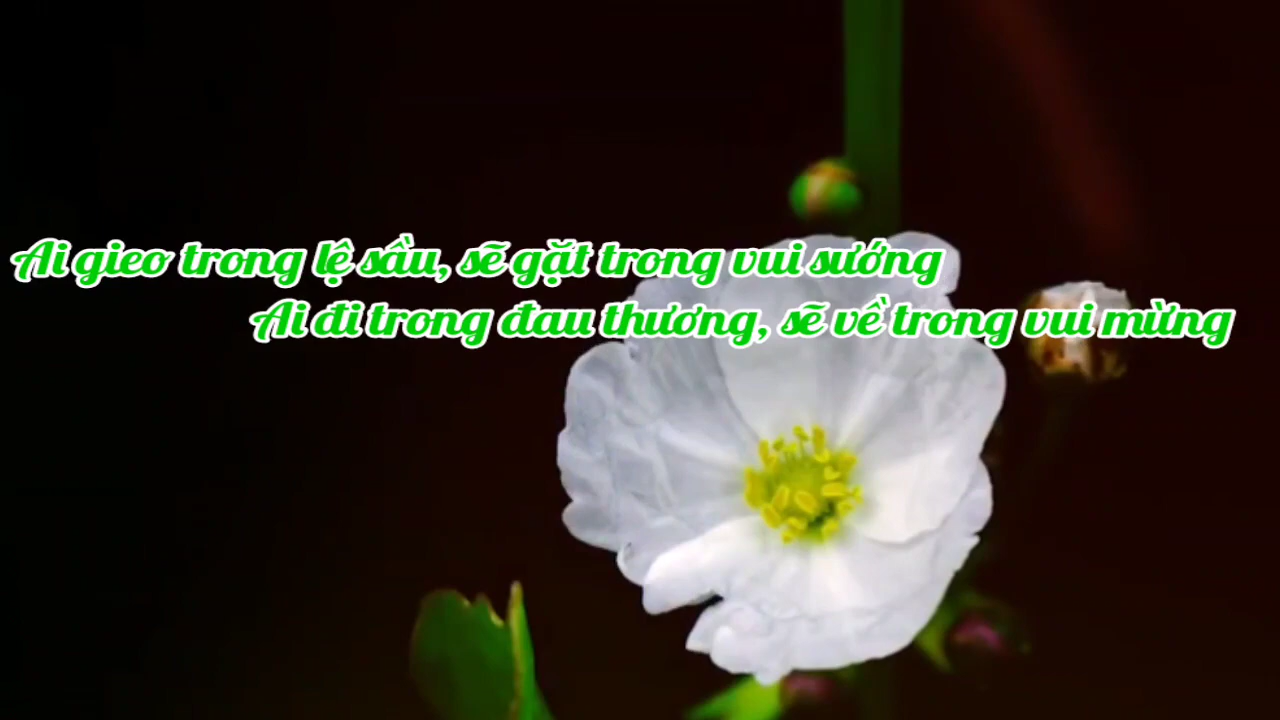 Ai gieo trong lệ sầu, sẽ gặt trong vui sướng
Ai đi trong đau thương, sẽ về trong vui mừng